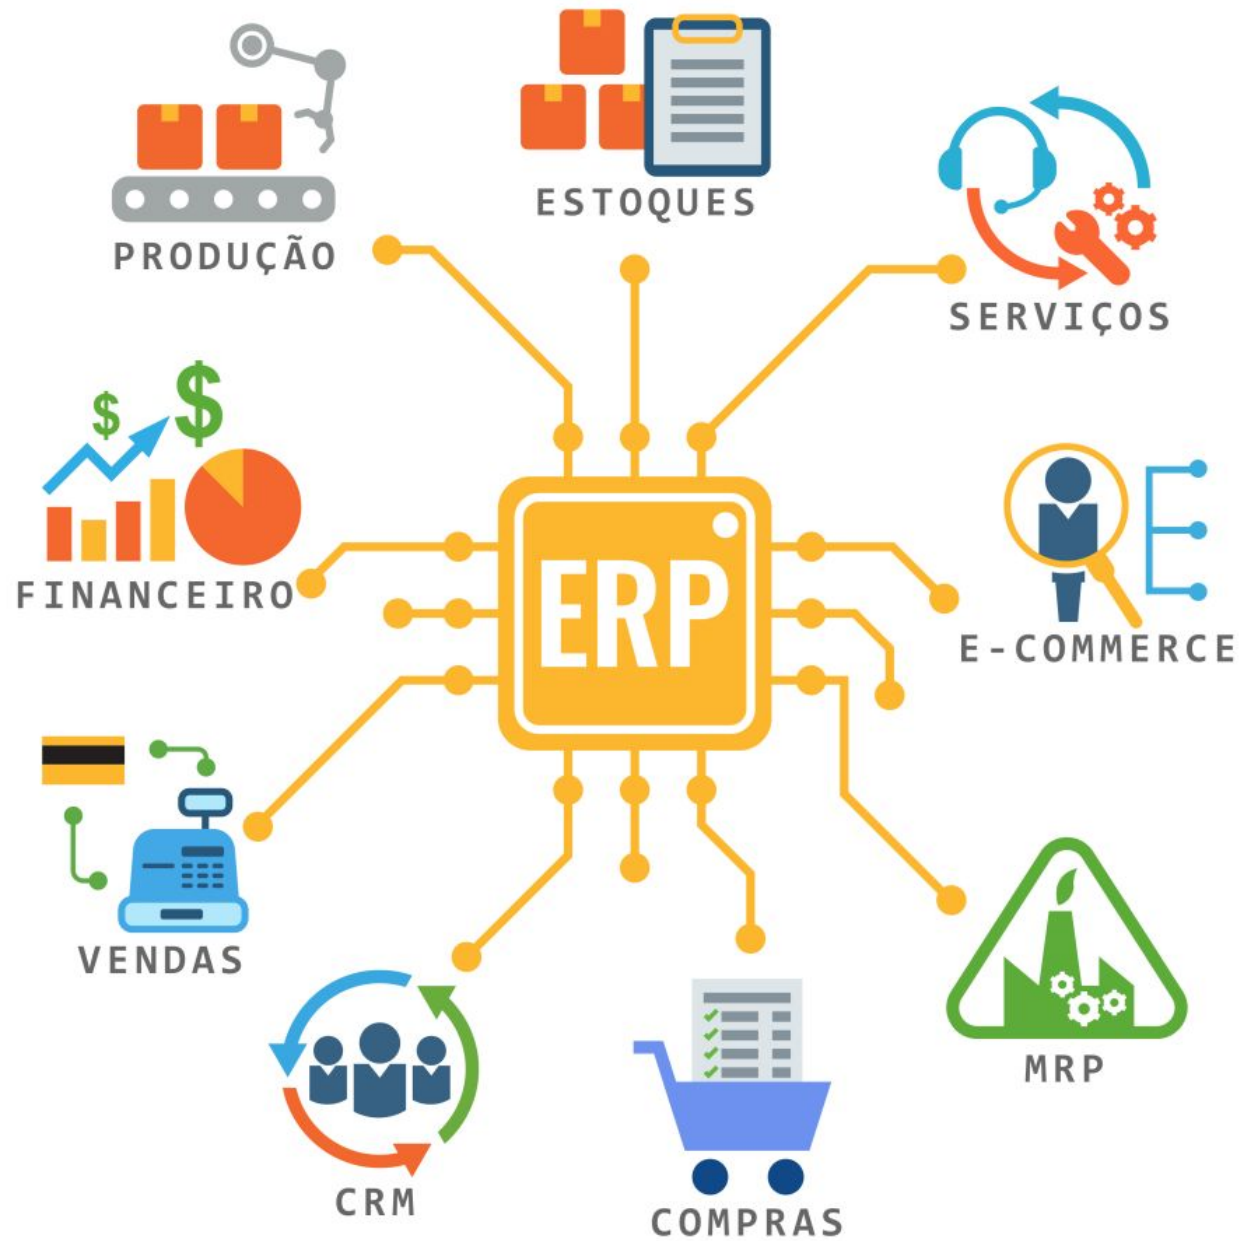 ESTOQUES
PRODUÇÃO
SERVIÇOS
$
$
FINANCEIRO
ERP
E-COMMERCE
VENDAS
MRP
CRM
COMPRAS